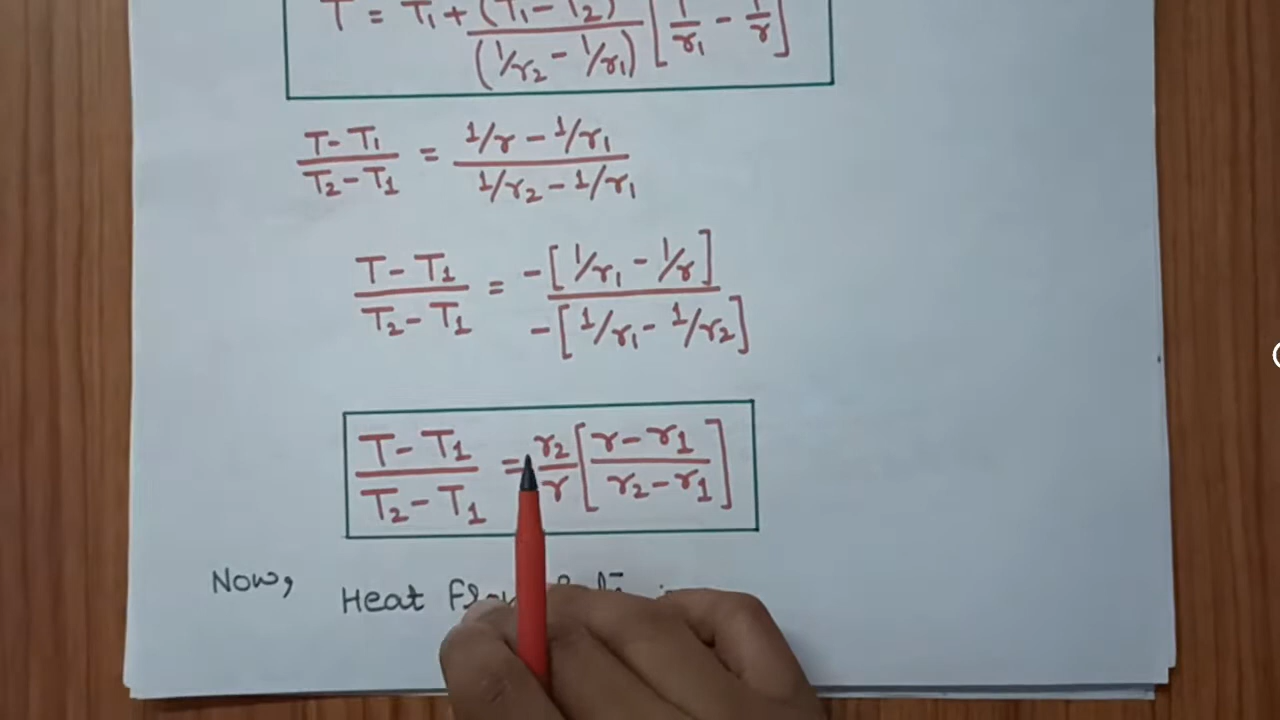 T = T1 + (T1 - T2) / (1/r2 - 1/r1) [1/r1 - 1/r]
T - T1 / T2 - T1 = 1/r - 1/r1 / 1/r2 - 1/r1
T - T1 / T2 - T1 = -[1/r1 - 1/r] / -[1/r1 - 1/r2]
T - T1 / T2 - T1 = r2/r [r - r1 / r2 - r1]
Now, Heat